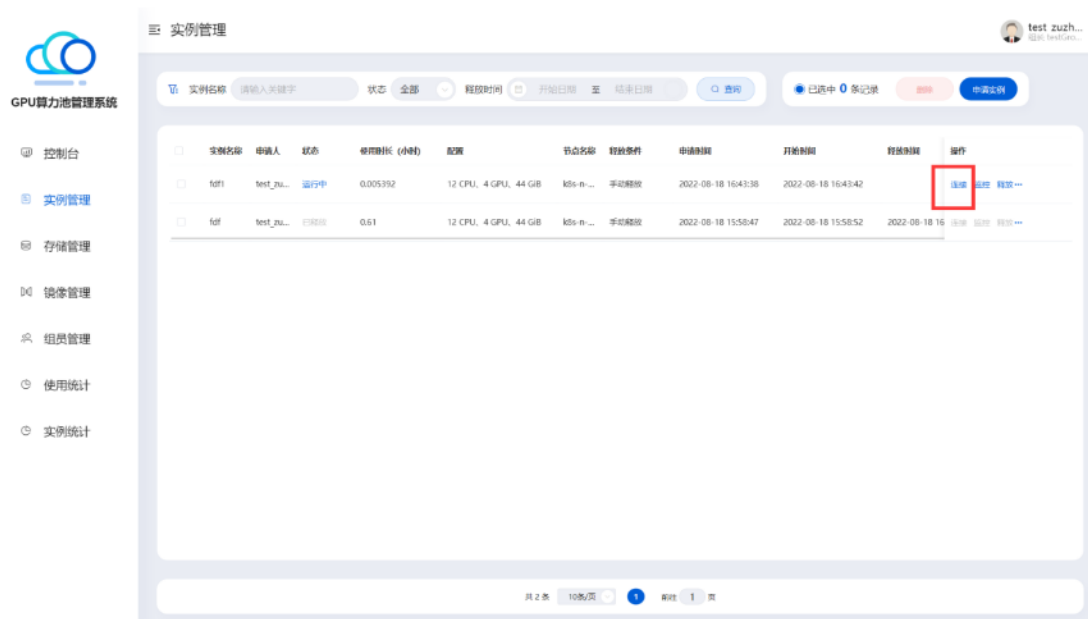 实例管理
test_zuzh...
组长 testGro...
GPU算力池管理系统
实例名称 请输入关键字 状态 全部 释放时间 开始日期 至 结束日期 查询 已选中 0 条记录 删除 申请实例
控制台
实例管理
存储管理
镜像管理
组员管理
使用统计
实例统计
实例名称 申请人 状态 使用时长 (小时) 配置 节点名称 释放条件 申请时间 开始时间 释放时间 操作
fdf1 test_zu... 运行中 0.005392 12 CPU、4 GPU、44 GiB k8s-n-... 手动释放 2022-08-18 16:43:38 2022-08-18 16:43:42 连接 监控 释放 ···
fdf test_zu... 已释放 0.61 12 CPU、4 GPU、44 GiB k8s-n-... 手动释放 2022-08-18 15:58:47 2022-08-18 15:58:52 2022-08-18 16 连接 监控 释放 ···
共 2 条 10条/页 1 前往 1 页